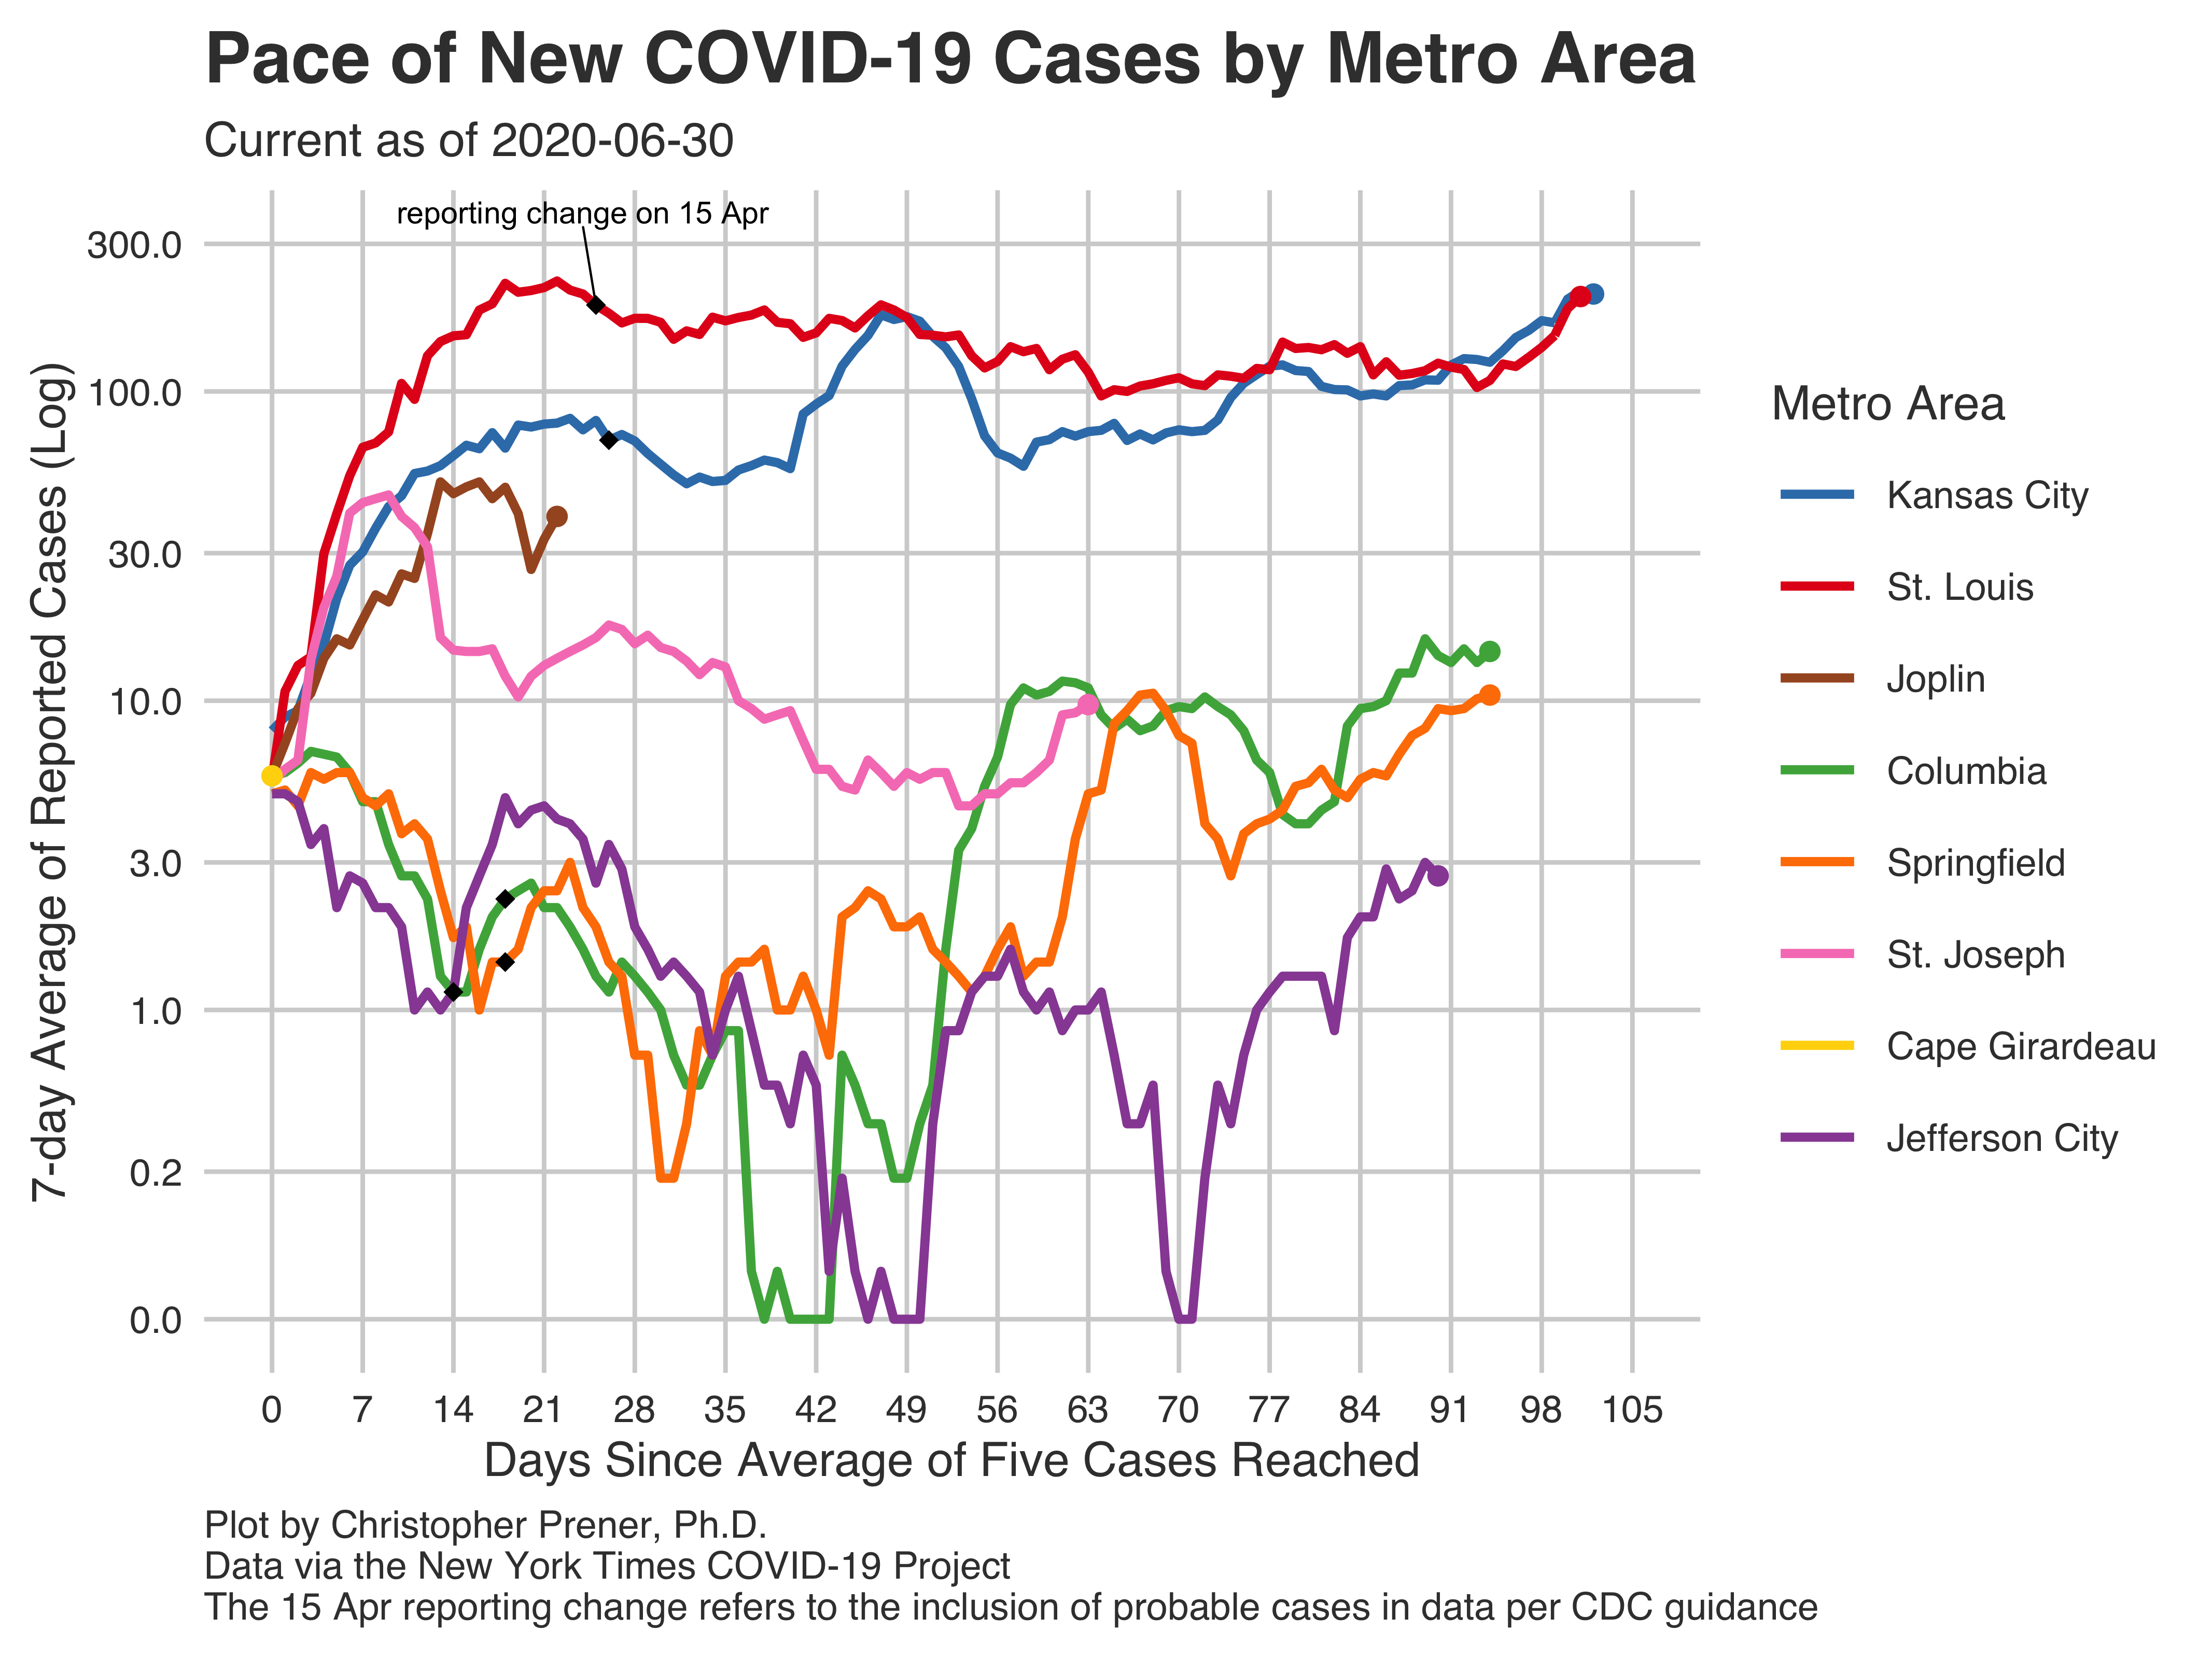 Pace of New COVID-19 Cases by Metro Area
Current as of 2020-06-30
reporting change on 15 Apr
300.0
100.0
30.0
10.0
3.0
1.0
0.2
0.0
7-day Average of Reported Cases (Log)
0 7 14 21 28 35 42 49 56 63 70 77 84 91 98 105
Days Since Average of Five Cases Reached
Metro Area
Kansas City
St. Louis
Joplin
Columbia
Springfield
St. Joseph
Cape Girardeau
Jefferson City
Plot by Christopher Prener, Ph.D.
Data via the New York Times COVID-19 Project
The 15 Apr reporting change refers to the inclusion of probable cases in data per CDC guidance